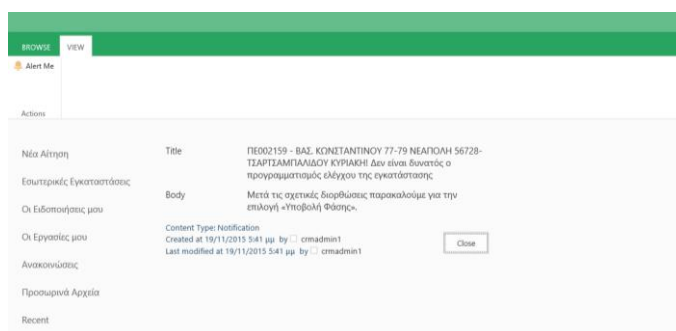 BROWSE VIEW
Alert Me
Actions
Νέα Αίτηση
Εσωτερικές Εγκαταστάσεις
Οι Ειδοποιήσεις μου
Οι Εργασίες μου
Ανακοινώσεις
Προσωρινά Αρχεία
Recent
Title
ΠΕ002159 - ΒΑΣ. ΚΩΝΣΤΑΝΤΙΝΟΥ 77-79 ΝΕΑΠΟΛΗ 56728-
ΤΣΑΡΤΣΑΜΠΑΛΙΔΟΥ ΚΥΡΙΑΚΗ| Δεν είναι δυνατός ο
προγραμματισμός ελέγχου της εγκατάστασης
Body
Μετά τις σχετικές διορθώσεις παρακαλούμε για την
επιλογή «Υποβολή Φάσης».
Content Type: Notification
Created at 19/11/2015 5:41 μμ by crmadmin1
Last modified at 19/11/2015 5:41 μμ by crmadmin1
Close